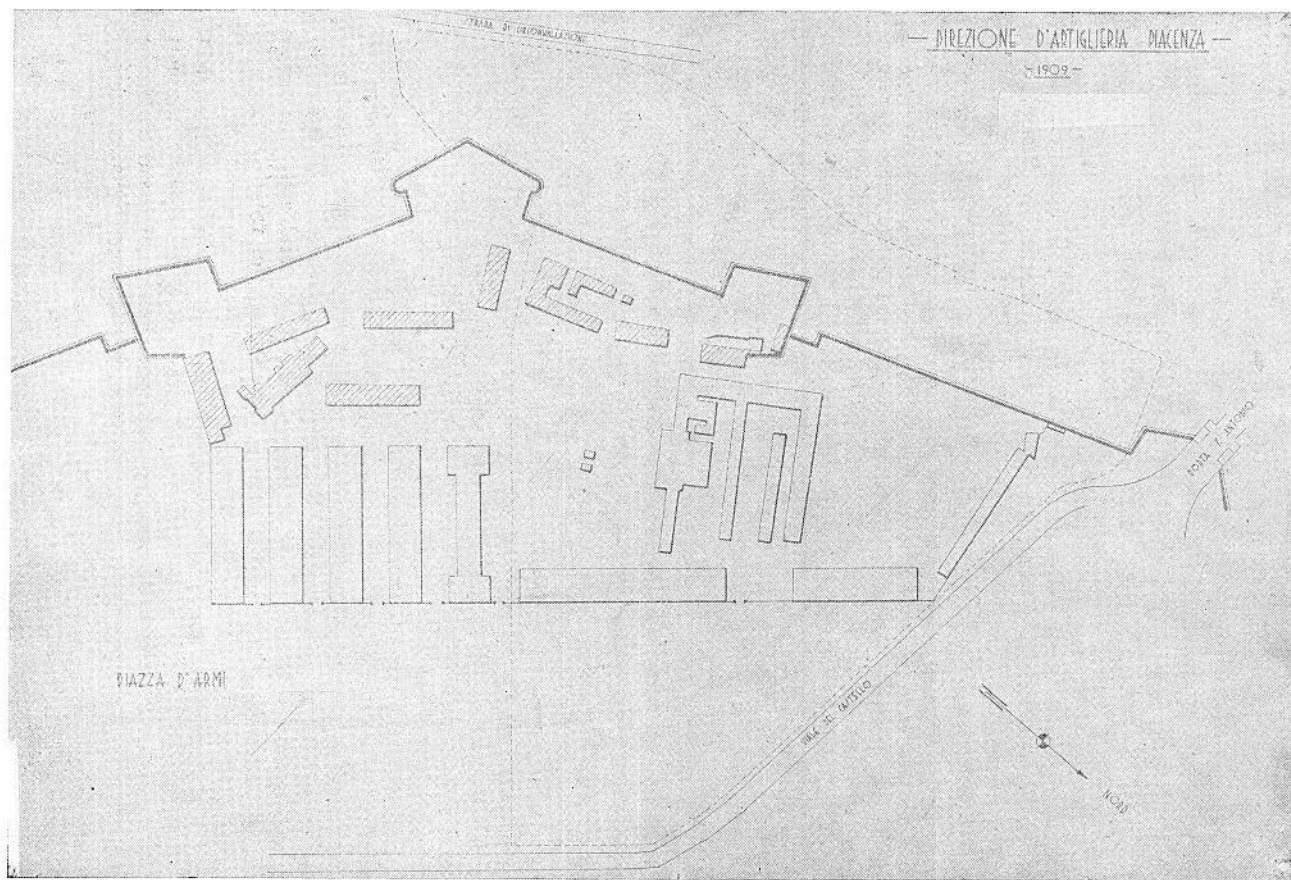 STRADA DI CIRCONVALLAZIONE
— DIREZIONE D'ARTIGLIERIA PIACENZA —
- 1909 -
PORTA S. ANTONIO
PIAZZA D'ARMI
VIALE DEL CASTELLO
NORD